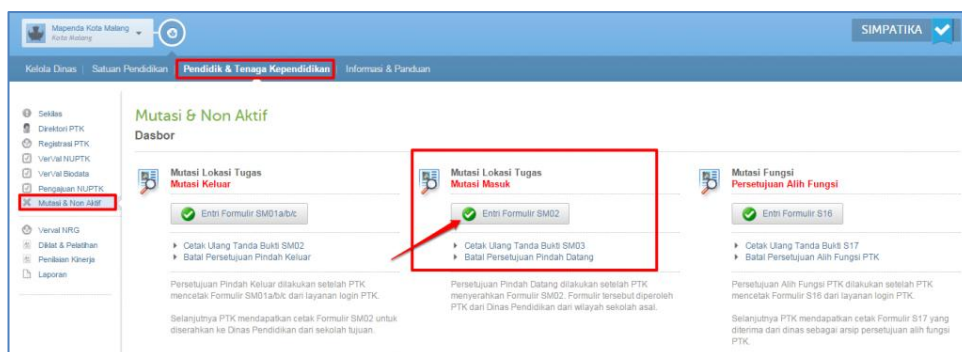 Mapenda Kota Malang
Kota Malang
SIMPATIKA
Kelola Dinas | Satuan Pendidikan Pendidik & Tenaga Kependidikan Informasi & Panduan
Sekilas
Direktori PTK
Registrasi PTK
VerVal NUPTK
VerVal Biodata
Pengajuan NUPTK
Mutasi & Non Aktif
Verval NRG
Diklat & Pelatihan
Penilaian Kinerja
Laporan
Mutasi & Non Aktif
Dasbor
Mutasi Lokasi Tugas
Mutasi Keluar
Entri Formulir SM01a/b/c
Cetak Ulang Tanda Bukti SM02
Batal Persetujuan Pindah Keluar
Persetujuan Pindah Keluar dilakukan setelah PTK
mencetak Formulir SM01a/b/c dari layanan login PTK.
Selanjutnya PTK mendapatkan cetak Formulir SM02 untuk
diserahkan ke Dinas Pendidikan dari sekolah tujuan.
Mutasi Lokasi Tugas
Mutasi Masuk
Entri Formulir SM02
Cetak Ulang Tanda Bukti SM03
Batal Persetujuan Pindah Datang
Persetujuan Pindah Datang dilakukan setelah PTK
menyerahkan Formulir SM02. Formulir tersebut diperoleh
PTK dari Dinas Pendidikan dari wilayah sekolah asal.
Mutasi Fungsi
Persetujuan Alih Fungsi
Entri Formulir S16
Cetak Ulang Tanda Bukti S17
Batal Persetujuan Alih Fungsi PTK
Persetujuan Alih Fungsi PTK dilakukan setelah PTK
mencetak Formulir S16 dari layanan login PTK.
Selanjutnya PTK mendapatkan cetak Formulir S17 yang
diterima dari dinas sebagai arsip persetujuan alih fungsi
PTK.